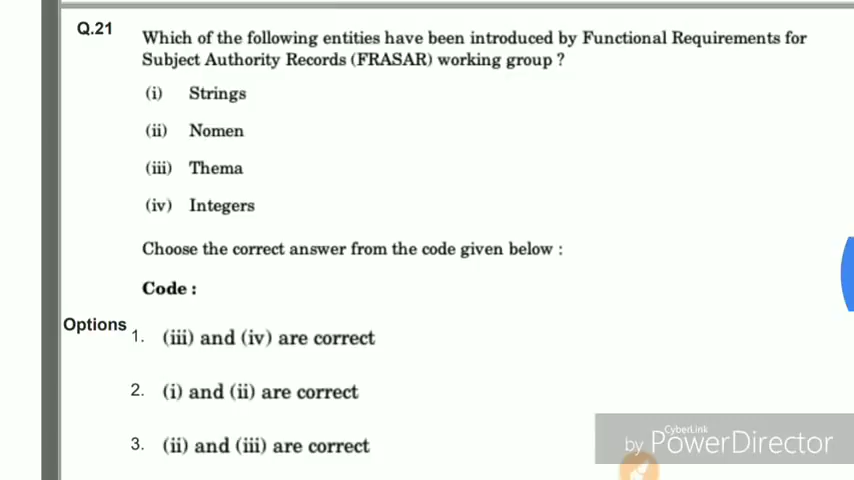 Q.21 Which of the following entities have been introduced by Functional Requirements for
Subject Authority Records (FRASAR) working group ?
(i) Strings
(ii) Nomen
(iii) Thema
(iv) Integers
Choose the correct answer from the code given below :
Code :
Options
1. (iii) and (iv) are correct
2. (i) and (ii) are correct
3. (ii) and (iii) are correct
CyberLink
by PowerDirector